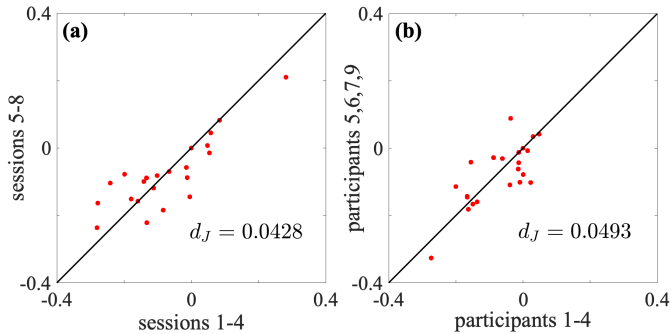 (a)
0.4
0
-0.4
-0.4
0
0.4
sessions 5-8
sessions 1-4
d_J = 0.0428
(b)
0.4
0
-0.4
-0.4
0
0.4
participants 5,6,7,9
participants 1-4
d_J = 0.0493